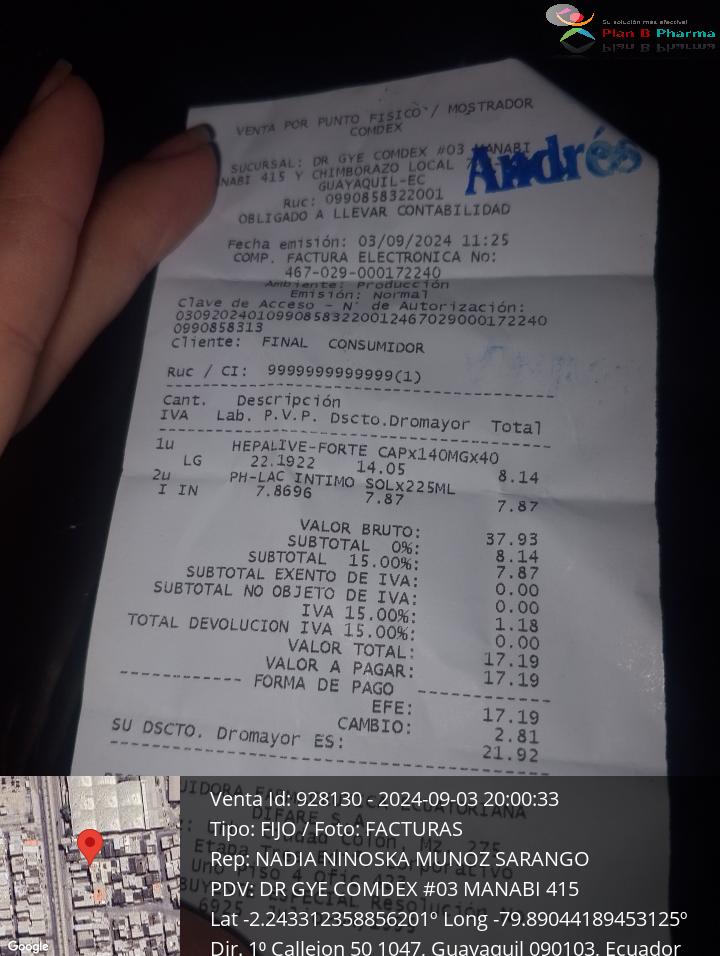 Su solución más efectiva!
Plan B Pharma
VENTA POR PUNTO FISICO / MOSTRADOR
COMDEX
SUCURSAL: DR GYE COMDEX #03 MANABI
MANABI 415 Y CHIMBORAZO LOCAL
GUAYAQUIL-EC
Ruc: 0990858322001
OBLIGADO A LLEVAR CONTABILIDAD
Andrés
Fecha emisión: 03/09/2024 11:25
COMP. FACTURA ELECTRONICA No:
467-029-000172240
Ambiente: Producción
Emisión: Normal
Clave de Acceso - N° de Autorización:
030920240109908583220012467029000172240
0990858313
Cliente: FINAL CONSUMIDOR
Ruc / CI: 9999999999999(1)
Cant. Descripción
IVA Lab. P.V.P. Dscto.Dromayor Total
1u HEPALIVE-FORTE CAPx140MGx40
LG 22.1922 14.05 8.14
2u PH-LAC INTIMO SOLx225ML
I IN 7.8696 7.87 7.87
VALOR BRUTO: 37.93
SUBTOTAL 0%: 8.14
SUBTOTAL 15.00%: 7.87
SUBTOTAL EXENTO DE IVA: 0.00
SUBTOTAL NO OBJETO DE IVA: 0.00
IVA 15.00%: 1.18
TOTAL DEVOLUCION IVA 15.00%: 0.00
VALOR TOTAL: 17.19
VALOR A PAGAR: 17.19
FORMA DE PAGO
EFE: 17.19
CAMBIO: 2.81
SU DSCTO. Dromayor ES: 21.92
Venta Id: 928130 - 2024-09-03 20:00:33
Tipo: FIJO / Foto: FACTURAS
Rep: NADIA NINOSKA MUNOZ SARANGO
PDV: DR GYE COMDEX #03 MANABI 415
Lat -2.243312358856201º Long -79.89044189453125º
Dir. 1º Callejon 50 1047, Guayaquil 090103, Ecuador
Google